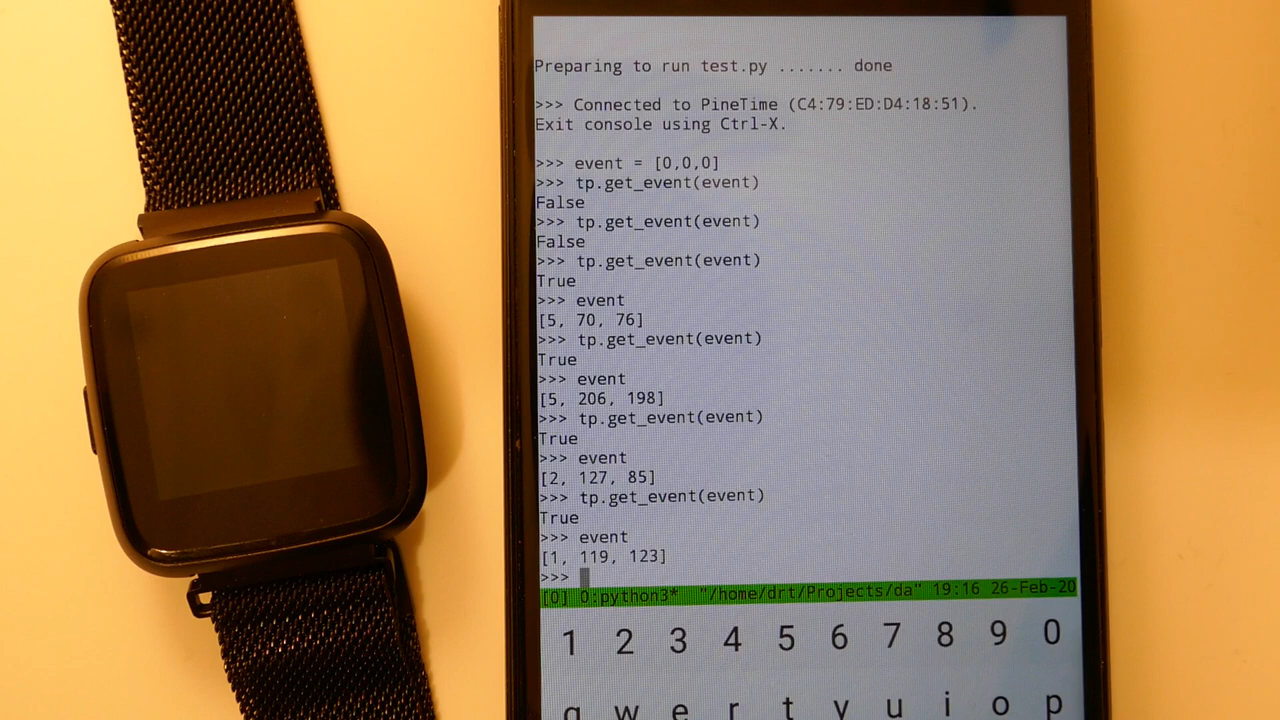 Preparing to run test.py ....... done
>>> Connected to PineTime (C4:79:ED:D4:18:51).
Exit console using Ctrl-X.
>>> event = [0,0,0]
>>> tp.get_event(event)
False
>>> tp.get_event(event)
False
>>> tp.get_event(event)
True
>>> event
[5, 70, 76]
>>> tp.get_event(event)
True
>>> event
[5, 206, 198]
>>> tp.get_event(event)
True
>>> event
[2, 127, 85]
>>> tp.get_event(event)
True
>>> event
[1, 119, 123]
>>>
[0] 0:python3* "/home/drt/Projects/da" 19:16 26-Feb-20
1 2 3 4 5 6 7 8 9 0
q w e r t y u i o p